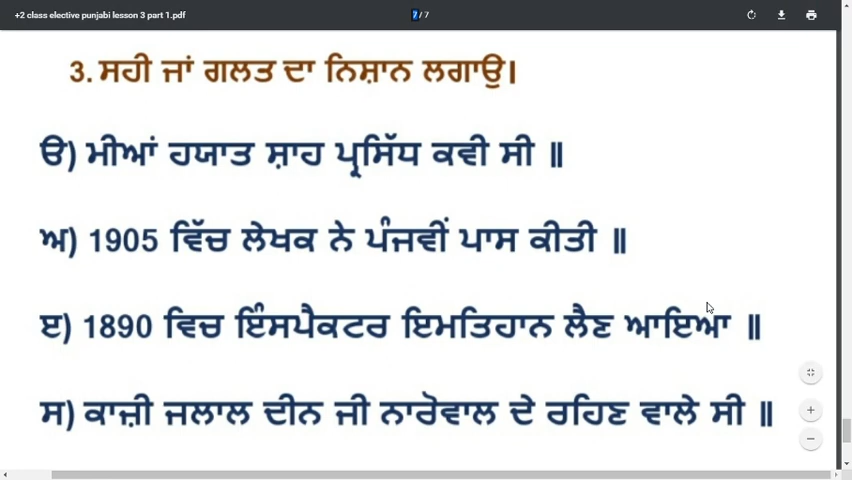 +2 class elective punjabi lesson 3 part 1.pdf
7 / 7
3. ਸਹੀ ਜਾਂ ਗਲਤ ਦਾ ਨਿਸ਼ਾਨ ਲਗਾਉ।
ੳ) ਮੀਆਂ ਹਯਾਤ ਸ਼ਾਹ ਪ੍ਰਸਿੱਧ ਕਵੀ ਸੀ ॥
ਅ) 1905 ਵਿੱਚ ਲੇਖਕ ਨੇ ਪੰਜਵੀਂ ਪਾਸ ਕੀਤੀ ॥
ੲ) 1890 ਵਿਚ ਇੰਸਪੈਕਟਰ ਇਮਤਿਹਾਨ ਲੈਣ ਆਇਆ ॥
ਸ) ਕਾਜ਼ੀ ਜਲਾਲ ਦੀਨ ਜੀ ਨਾਰੋਵਾਲ ਦੇ ਰਹਿਣ ਵਾਲੇ ਸੀ ॥